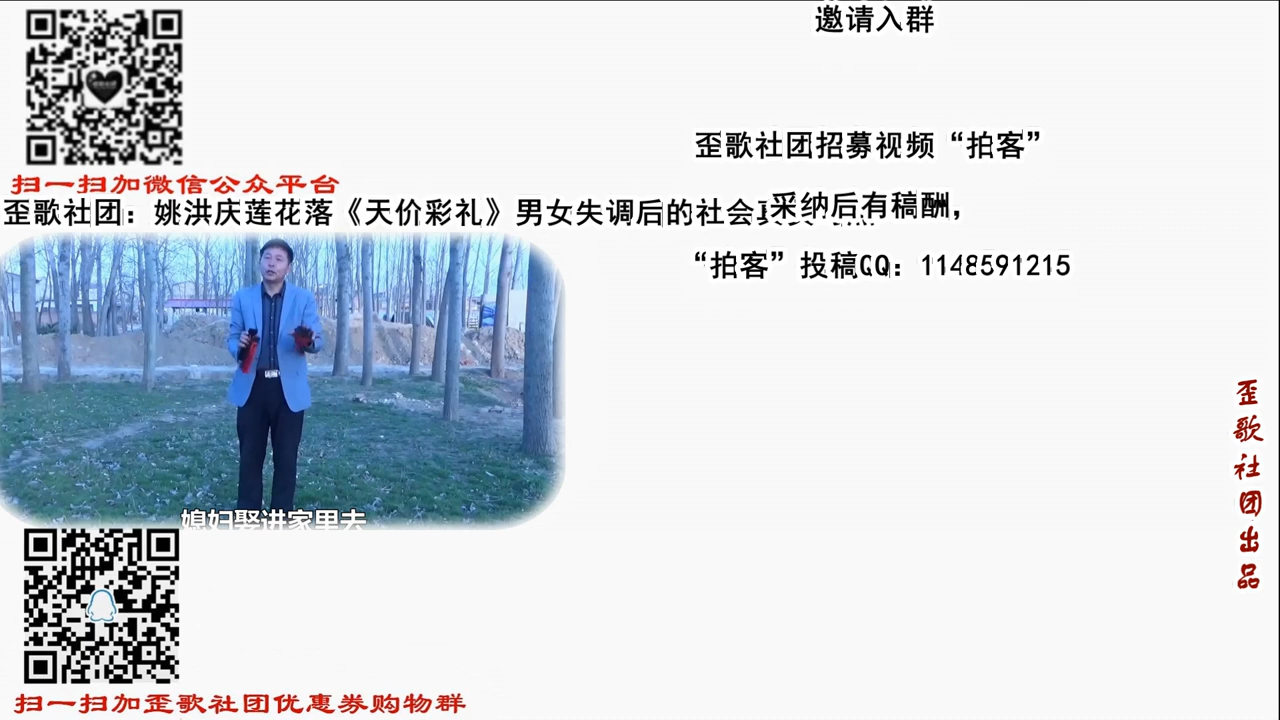 邀请入群
歪歌社团招募视频“拍客”
扫一扫加微信公众平台
歪歌社团：姚洪庆莲花落《天价彩礼》男女失调后的社会
采纳后有稿酬，
“拍客”投稿QQ：1148591215
歪歌社团出品
媳妇娶进家里去
扫一扫加歪歌社团优惠券购物群